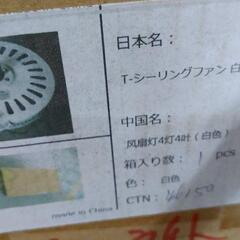 日本名：
T-シーリングファン 白
中国名：
风扇灯4灯4叶（白色）
箱入り数： 1 pcs
色： 白色
CTN：
made in China